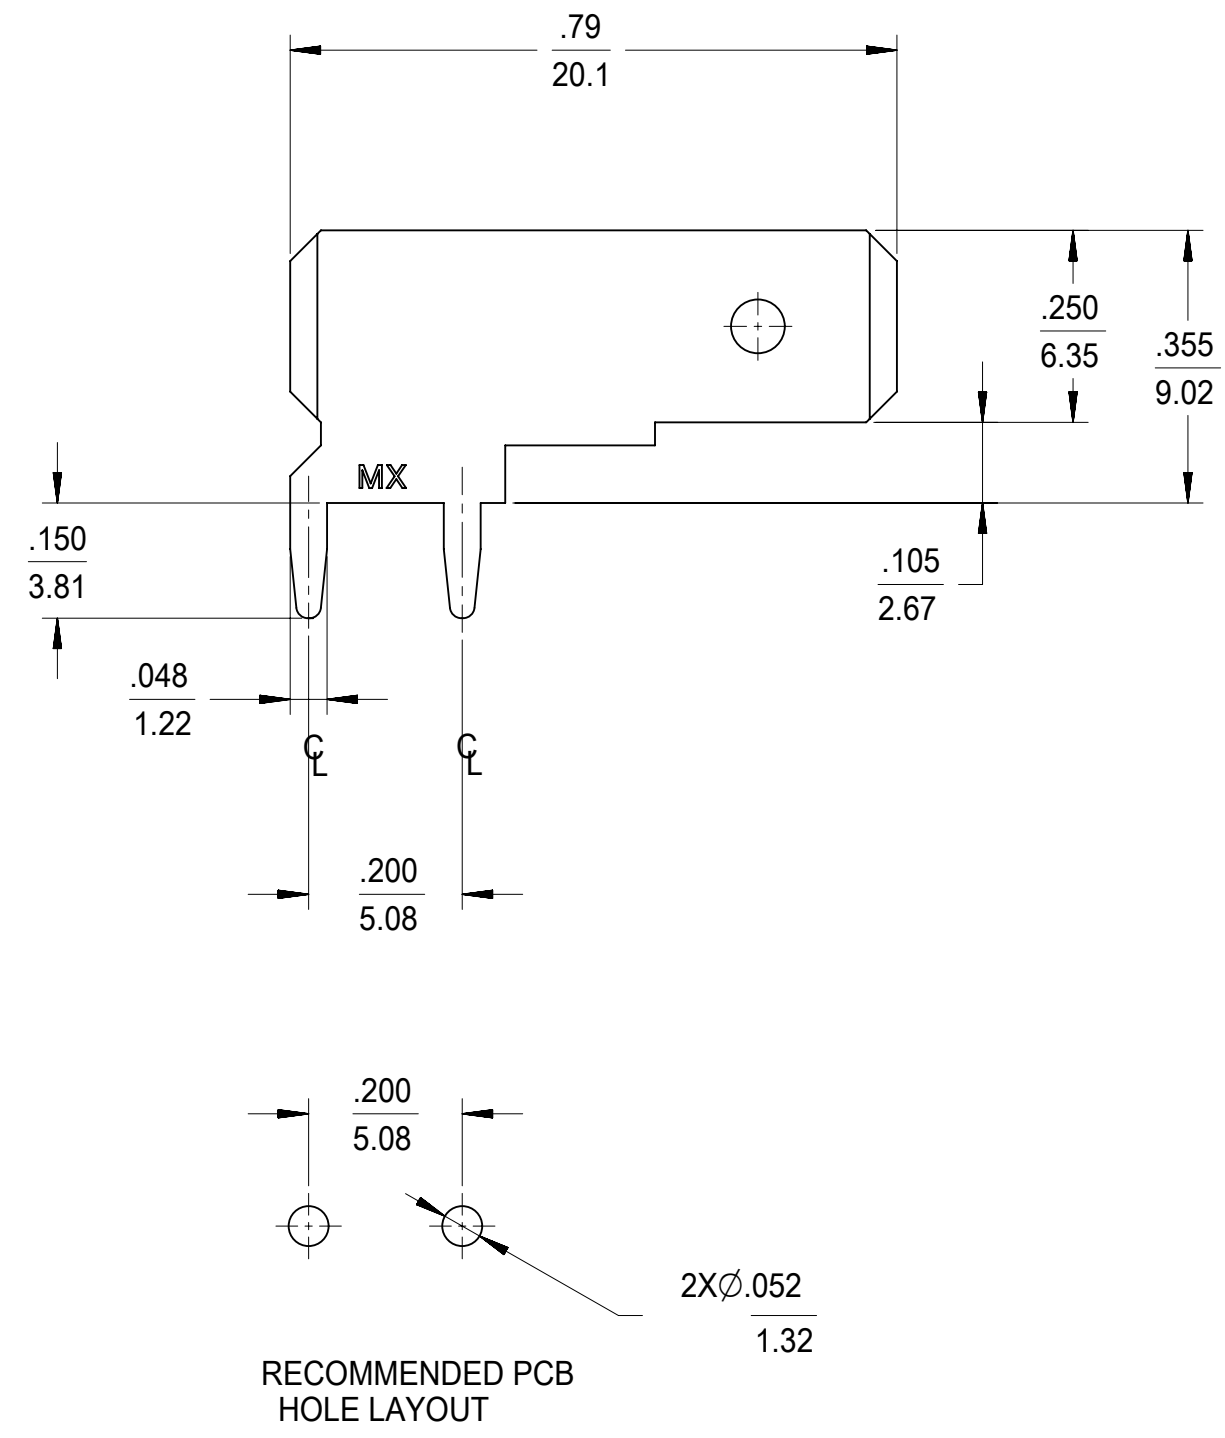 .79
20.1
.250
6.35
.355
9.02
MX
.150
3.81
.105
2.67
.048
1.22
CL
CL
.200
5.08
.200
5.08
2X∅.052
1.32
RECOMMENDED PCB
HOLE LAYOUT